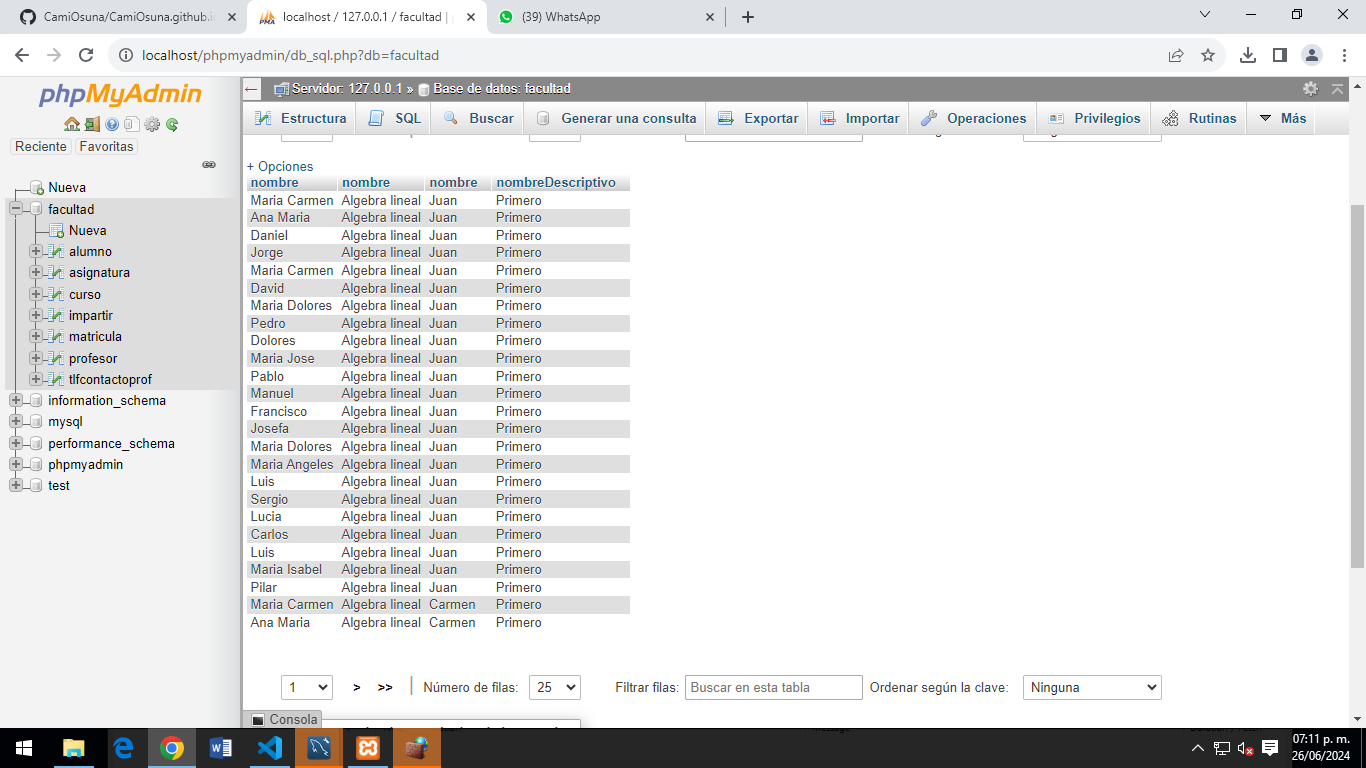 CamiOsuna/CamiOsuna.github.i
localhost / 127.0.0.1 / facultad |
(39) WhatsApp
localhost/phpmyadmin/db_sql.php?db=facultad
phpMyAdmin
Reciente Favoritas
Nueva
facultad
Nueva
alumno
asignatura
curso
impartir
matricula
profesor
tlfcontactoprof
information_schema
mysql
performance_schema
phpmyadmin
test
Servidor: 127.0.0.1 » Base de datos: facultad
Estructura SQL Buscar Generar una consulta Exportar Importar Operaciones Privilegios Rutinas Más
+ Opciones
nombre nombre nombre nombreDescriptivo
Maria Carmen Algebra lineal Juan Primero
Ana Maria Algebra lineal Juan Primero
Daniel Algebra lineal Juan Primero
Jorge Algebra lineal Juan Primero
Maria Carmen Algebra lineal Juan Primero
David Algebra lineal Juan Primero
Maria Dolores Algebra lineal Juan Primero
Pedro Algebra lineal Juan Primero
Dolores Algebra lineal Juan Primero
Maria Jose Algebra lineal Juan Primero
Pablo Algebra lineal Juan Primero
Manuel Algebra lineal Juan Primero
Francisco Algebra lineal Juan Primero
Josefa Algebra lineal Juan Primero
Maria Dolores Algebra lineal Juan Primero
Maria Angeles Algebra lineal Juan Primero
Luis Algebra lineal Juan Primero
Sergio Algebra lineal Juan Primero
Lucia Algebra lineal Juan Primero
Carlos Algebra lineal Juan Primero
Luis Algebra lineal Juan Primero
Maria Isabel Algebra lineal Juan Primero
Pilar Algebra lineal Juan Primero
Maria Carmen Algebra lineal Carmen Primero
Ana Maria Algebra lineal Carmen Primero
1 > >> Número de filas: 25 Filtrar filas: Buscar en esta tabla Ordenar según la clave: Ninguna
Consola
07:11 p. m.
26/06/2024